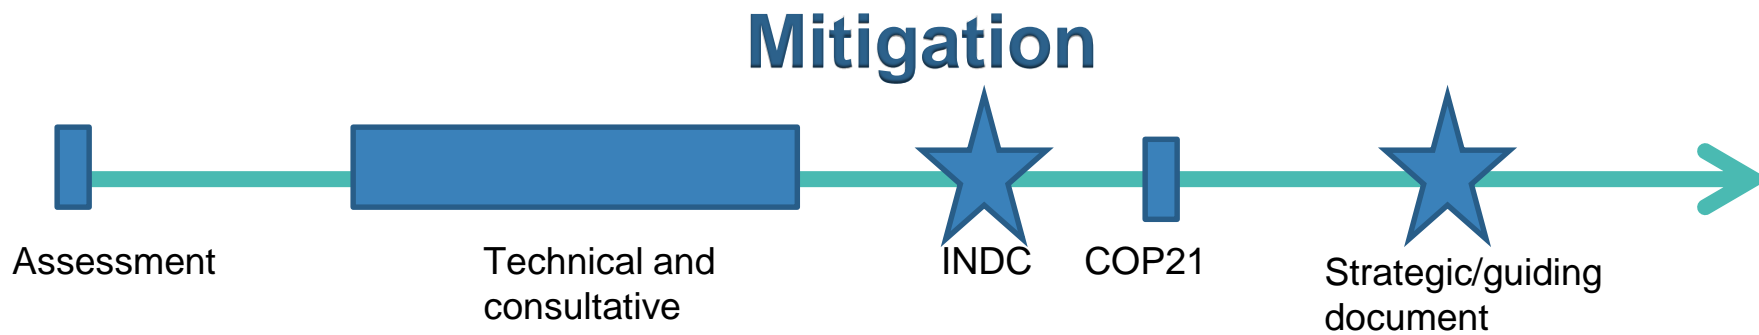 Mitigation
Assessment
Technical and
consultative
INDC
COP21
Strategic/guiding
document